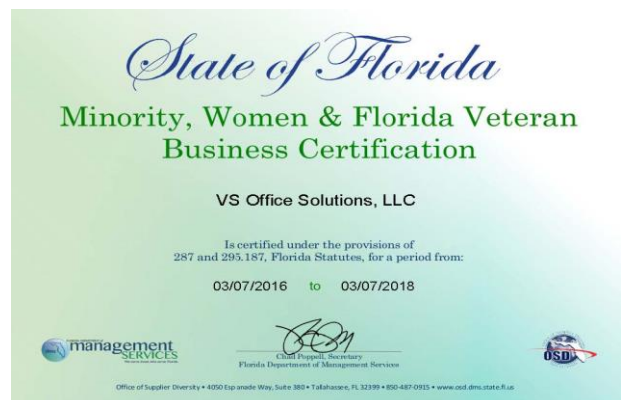 State of Florida
Minority, Women & Florida Veteran
Business Certification
VS Office Solutions, LLC
Is certified under the provisions of
287 and 295.187, Florida Statutes, for a period from:
03/07/2016 to 03/07/2018
management
SERVICES
Chad Poppell, Secretary
Florida Department of Management Services
OSD
Office of Supplier Diversity • 4050 Esplanade Way, Suite 380 • Tallahassee, FL 32399 • 850-487-0915 • www.osd.dms.state.fl.us